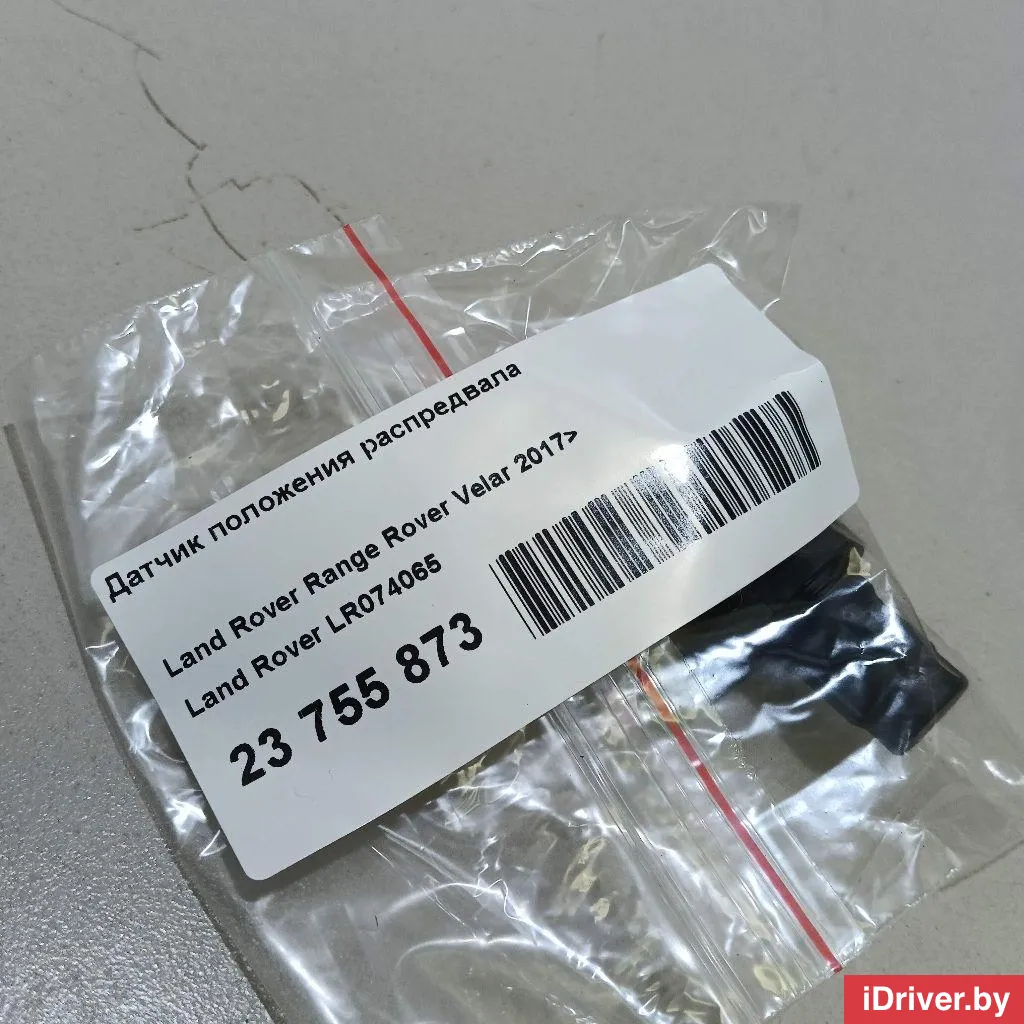 Датчик положения распредвала
Land Rover Range Rover Velar 2017>
Land Rover LR074065
23 755 873
iDriver.by